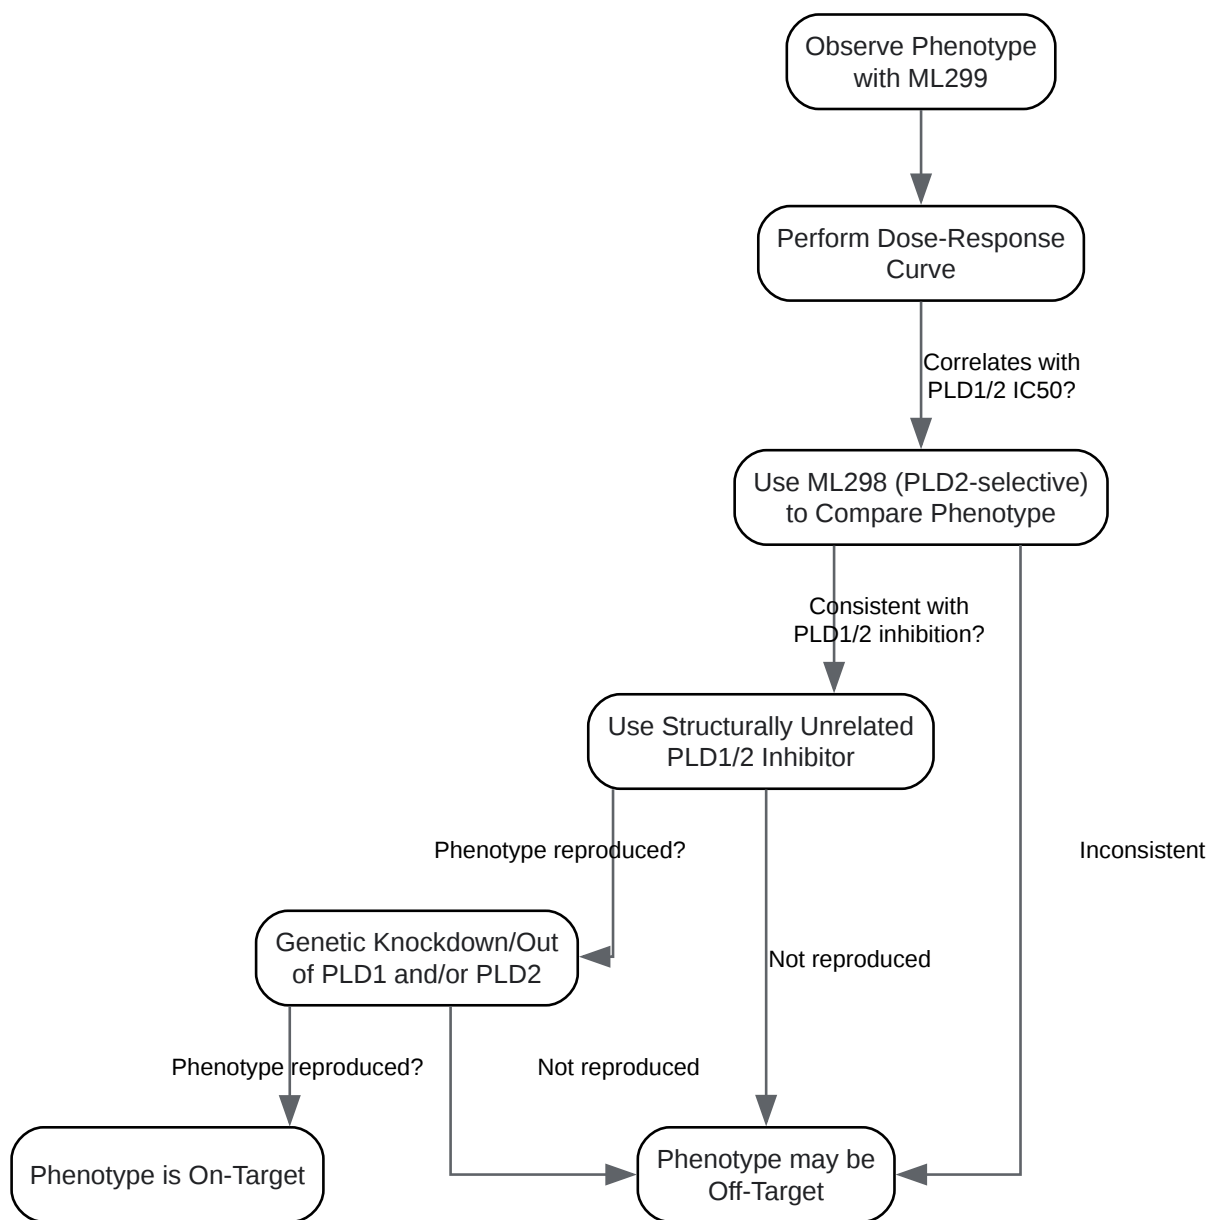 Observe Phenotype
with ML299
Perform Dose-Response
Curve
Correlates with
PLD1/2 IC50?
Use ML298 (PLD2-selective)
to Compare Phenotype
Consistent with
PLD1/2 inhibition?
Use Structurally Unrelated
PLD1/2 Inhibitor
Phenotype reproduced?
Inconsistent
Genetic Knockdown/Out
of PLD1 and/or PLD2
Not reproduced
Phenotype reproduced?
Not reproduced
Phenotype is On-Target
Phenotype may be
Off-Target